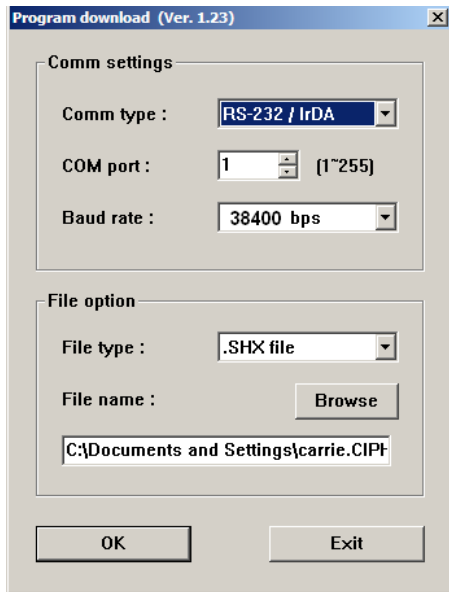 Program download (Ver. 1.23)
Comm settings
Comm type : RS-232 / IrDA
COM port : 1 (1~255)
Baud rate : 38400 bps
File option
File type : .SHX file
File name : Browse
C:\Documents and Settings\carrie.CIPH
OK Exit